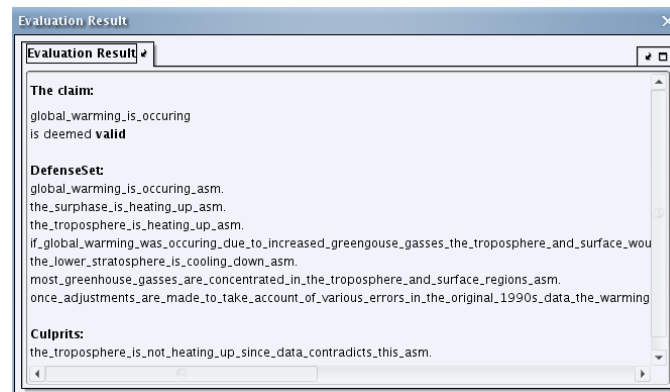 Evaluation Result
Evaluation Result
The claim:
global_warming_is_occuring
is deemed valid
DefenseSet:
global_warming_is_occuring_asm.
the_surphase_is_heating_up_asm.
the_troposphere_is_heating_up_asm.
if_global_warming_was_occuring_due_to_increased_greengouse_gasses_the_troposphere_and_surface_wou
the_lower_stratosphere_is_cooling_down_asm.
most_greenhouse_gasses_are_concentrated_in_the_troposphere_and_surface_regions_asm.
once_adjustments_are_made_to_take_account_of_various_errors_in_the_original_1990s_data_the_warming
Culprits:
the_troposphere_is_not_heating_up_since_data_contradicts_this_asm.